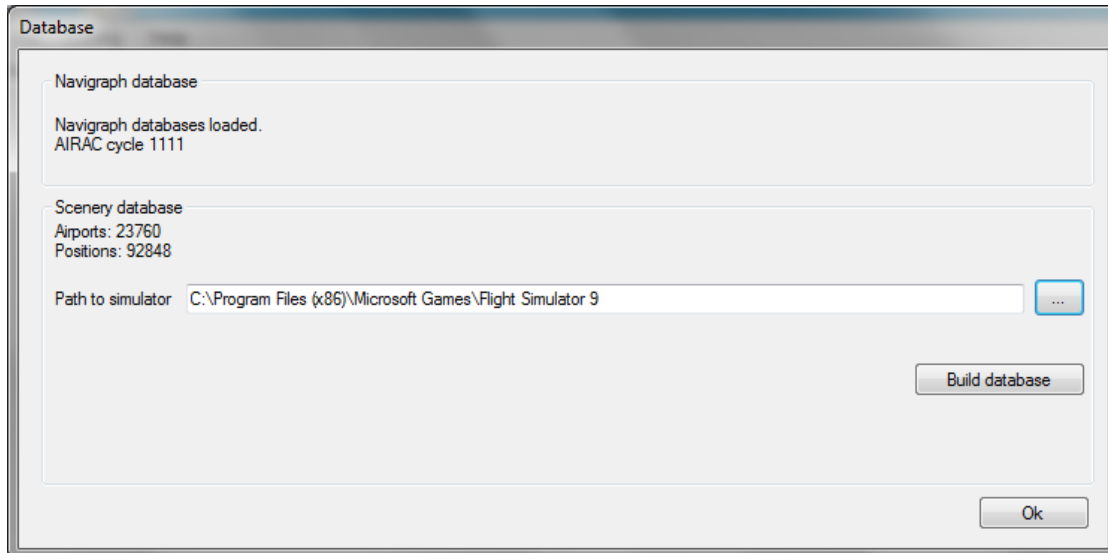 Database
Navigraph database
Navigraph databases loaded.
AIRAC cycle 1111
Scenery database
Airports: 23760
Positions: 92848
Path to simulator C:\Program Files (x86)\Microsoft Games\Flight Simulator 9 ...
Build database
Ok